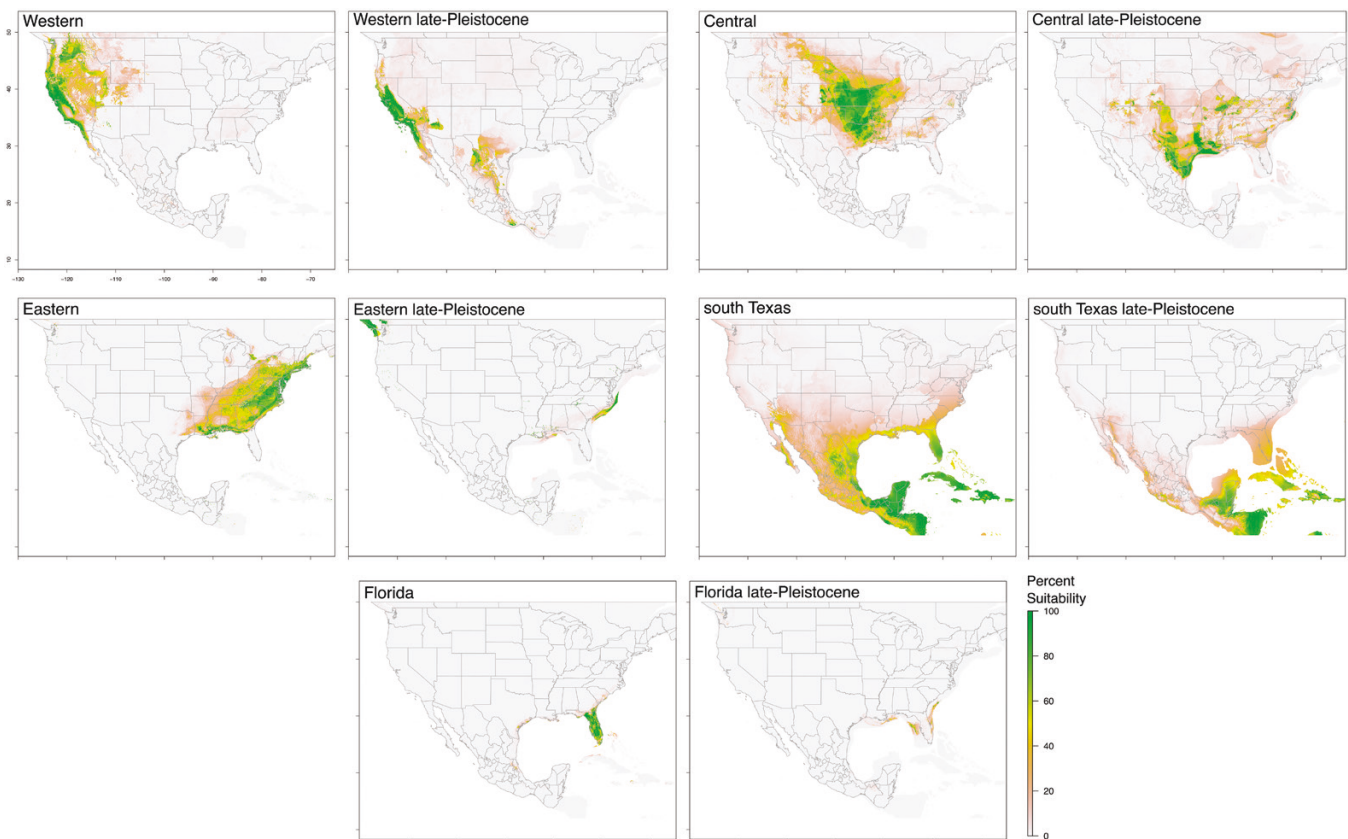 Western
Western late-Pleistocene
Central
Central late-Pleistocene
50
40
30
20
10
-130
-120
-110
-100
-90
-80
-70
Eastern
Eastern late-Pleistocene
south Texas
south Texas late-Pleistocene
Florida
Florida late-Pleistocene
Percent
Suitability
100
80
60
40
20
0